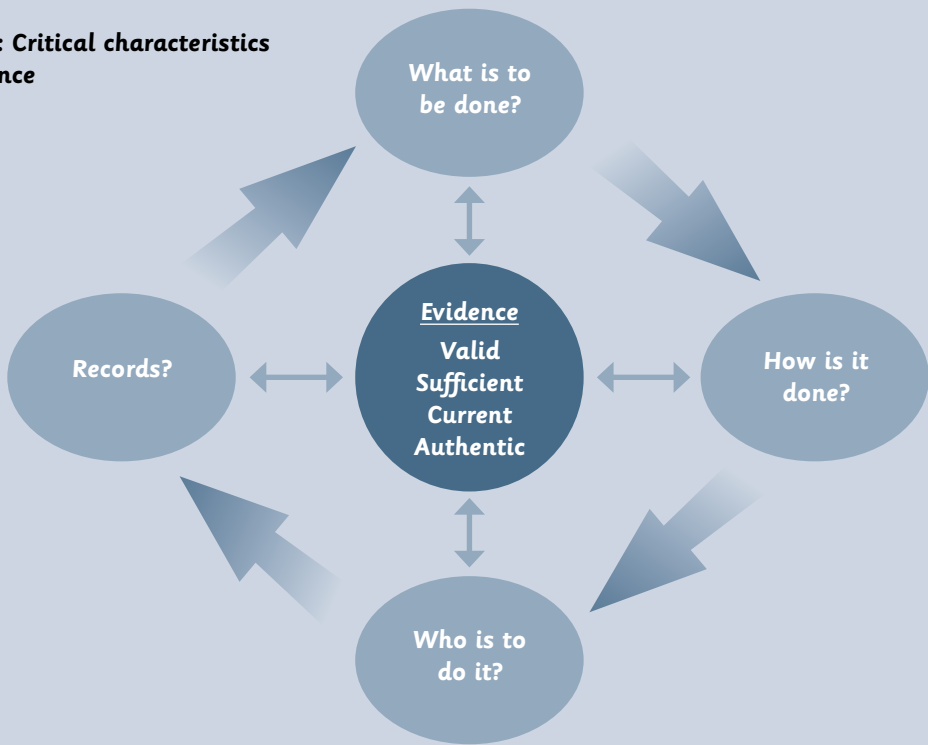 : Critical characteristics
nce
What is to
be done?
Evidence
Valid
Sufficient
Current
Authentic
Records?
How is it
done?
Who is to
do it?